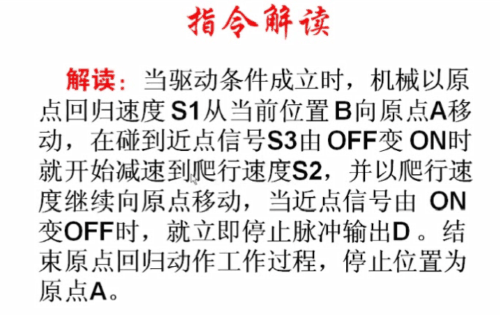 指令解读
解读：当驱动条件成立时，机械以原
点回归速度 S1从当前位置 B向原点A移
动，在碰到近点信号S3由 OFF变 ON时
就开始减速到爬行速度S2，并以爬行速
度继续向原点移动，当近点信号由 ON
变OFF时，就立即停止脉冲输出D 。结
束原点回归动作工作过程，停止位置为
原点A。